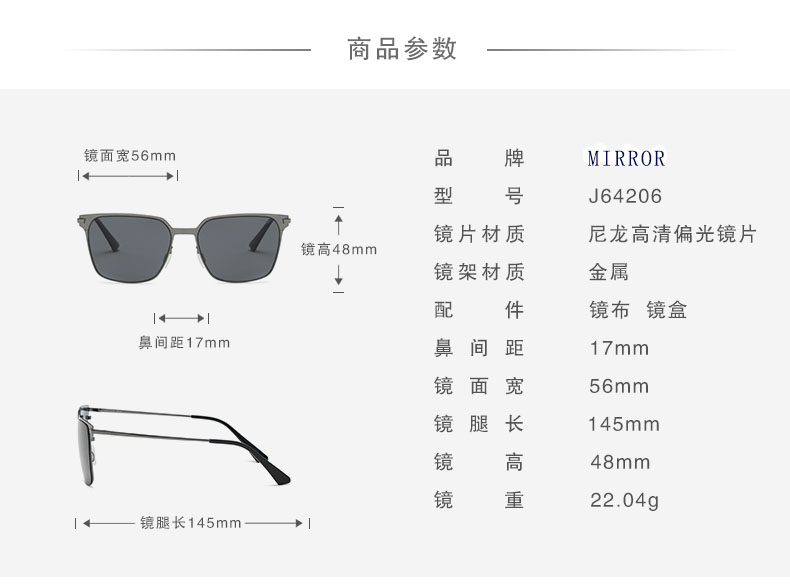 商品参数
镜面宽56mm
镜高48mm
鼻间距17mm
镜腿长145mm
品 牌 MIRROR
型 号 J64206
镜片材质 尼龙高清偏光镜片
镜架材质 金属
配 件 镜布 镜盒
鼻间距 17mm
镜面宽 56mm
镜腿长 145mm
镜 高 48mm
镜 重 22.04g